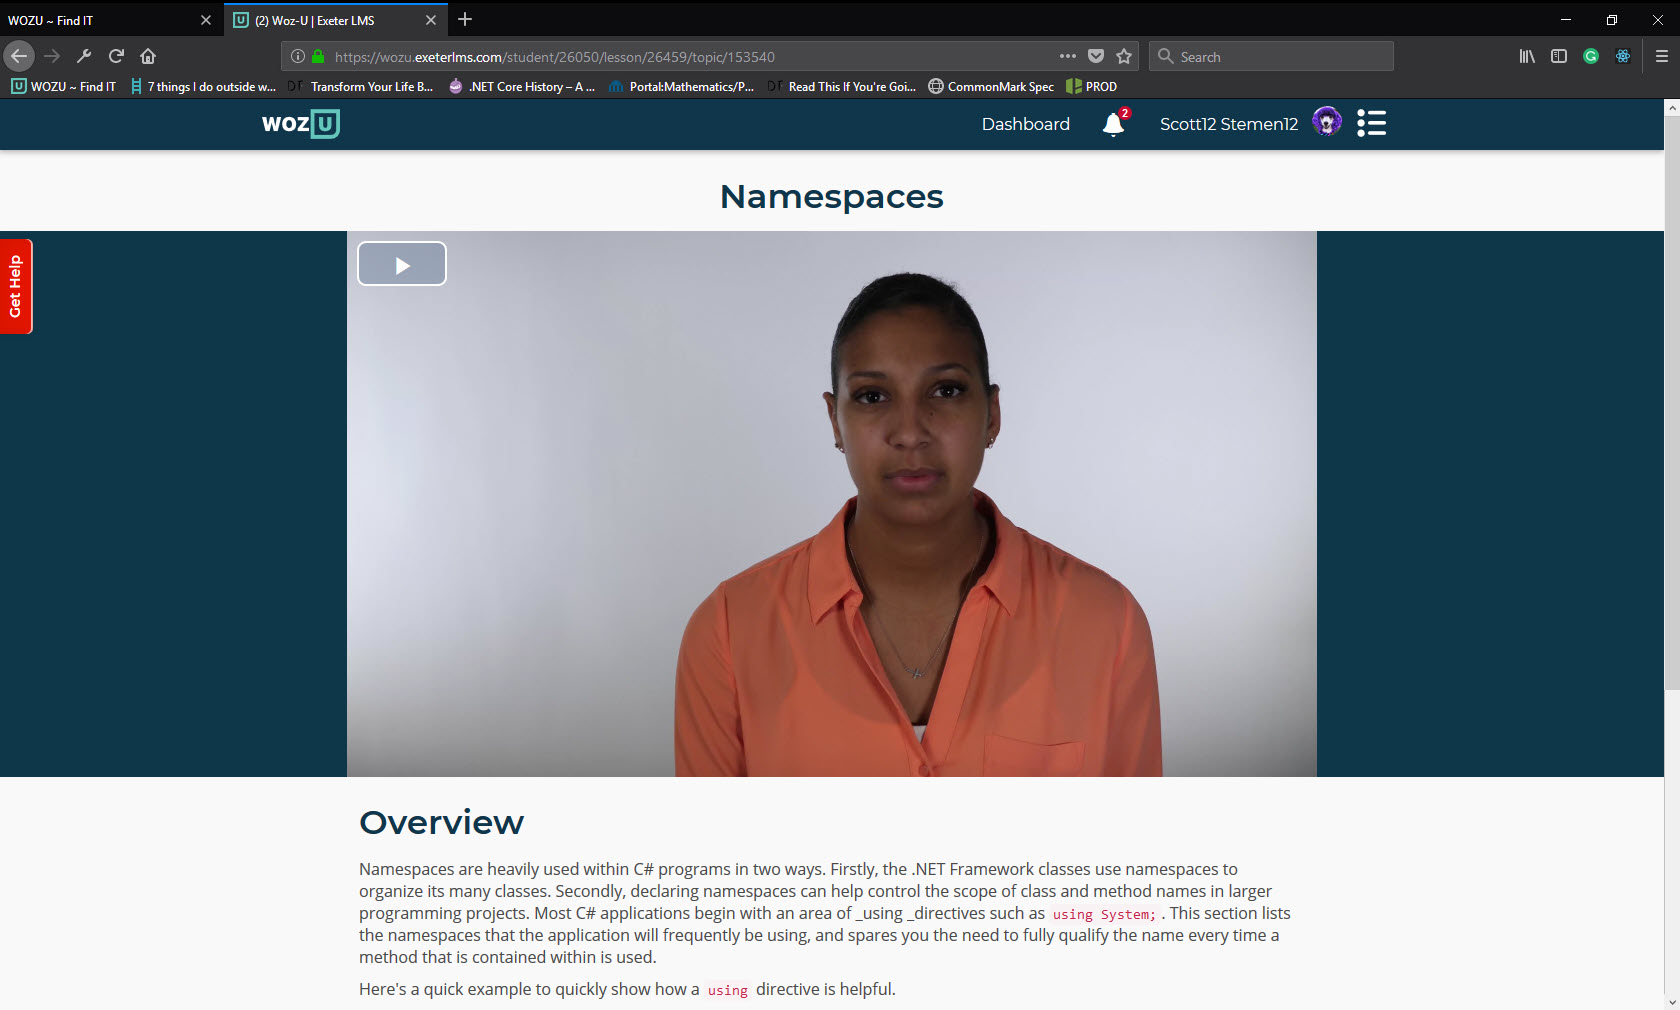 WOZU ~ Find IT
(2) Woz-U | Exeter LMS
https://wozu.exeterlms.com/student/26050/lesson/26459/topic/153540
Search
WOZU ~ Find IT
7 things I do outside w...
Transform Your Life B...
.NET Core History – A ...
Portal:Mathematics/P...
Read This If You're Goi...
CommonMark Spec
PROD
WOZ U
Dashboard
2
Scott12 Stemen12
Namespaces
Get Help
Overview
Namespaces are heavily used within C# programs in two ways. Firstly, the .NET Framework classes use namespaces to
organize its many classes. Secondly, declaring namespaces can help control the scope of class and method names in larger
programming projects. Most C# applications begin with an area of _using _directives such as using System; . This section lists
the namespaces that the application will frequently be using, and spares you the need to fully qualify the name every time a
method that is contained within is used.
Here's a quick example to quickly show how a using directive is helpful.